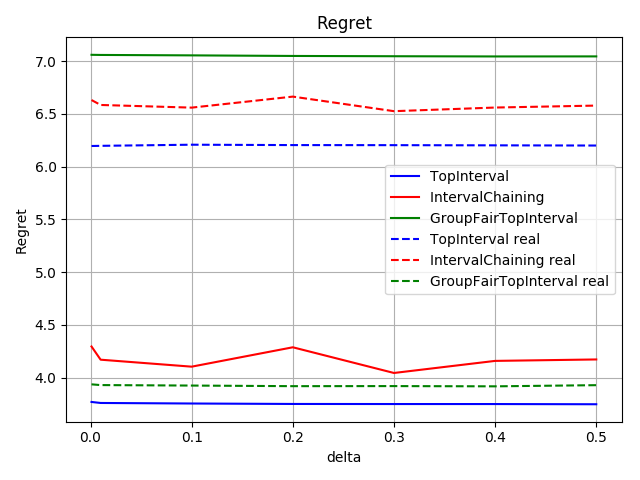 Regret
7.0
6.5
6.0
5.5
5.0
4.5
4.0
Regret
TopInterval
IntervalChaining
GroupFairTopInterval
TopInterval real
IntervalChaining real
GroupFairTopInterval real
0.0 0.1 0.2 0.3 0.4 0.5
delta